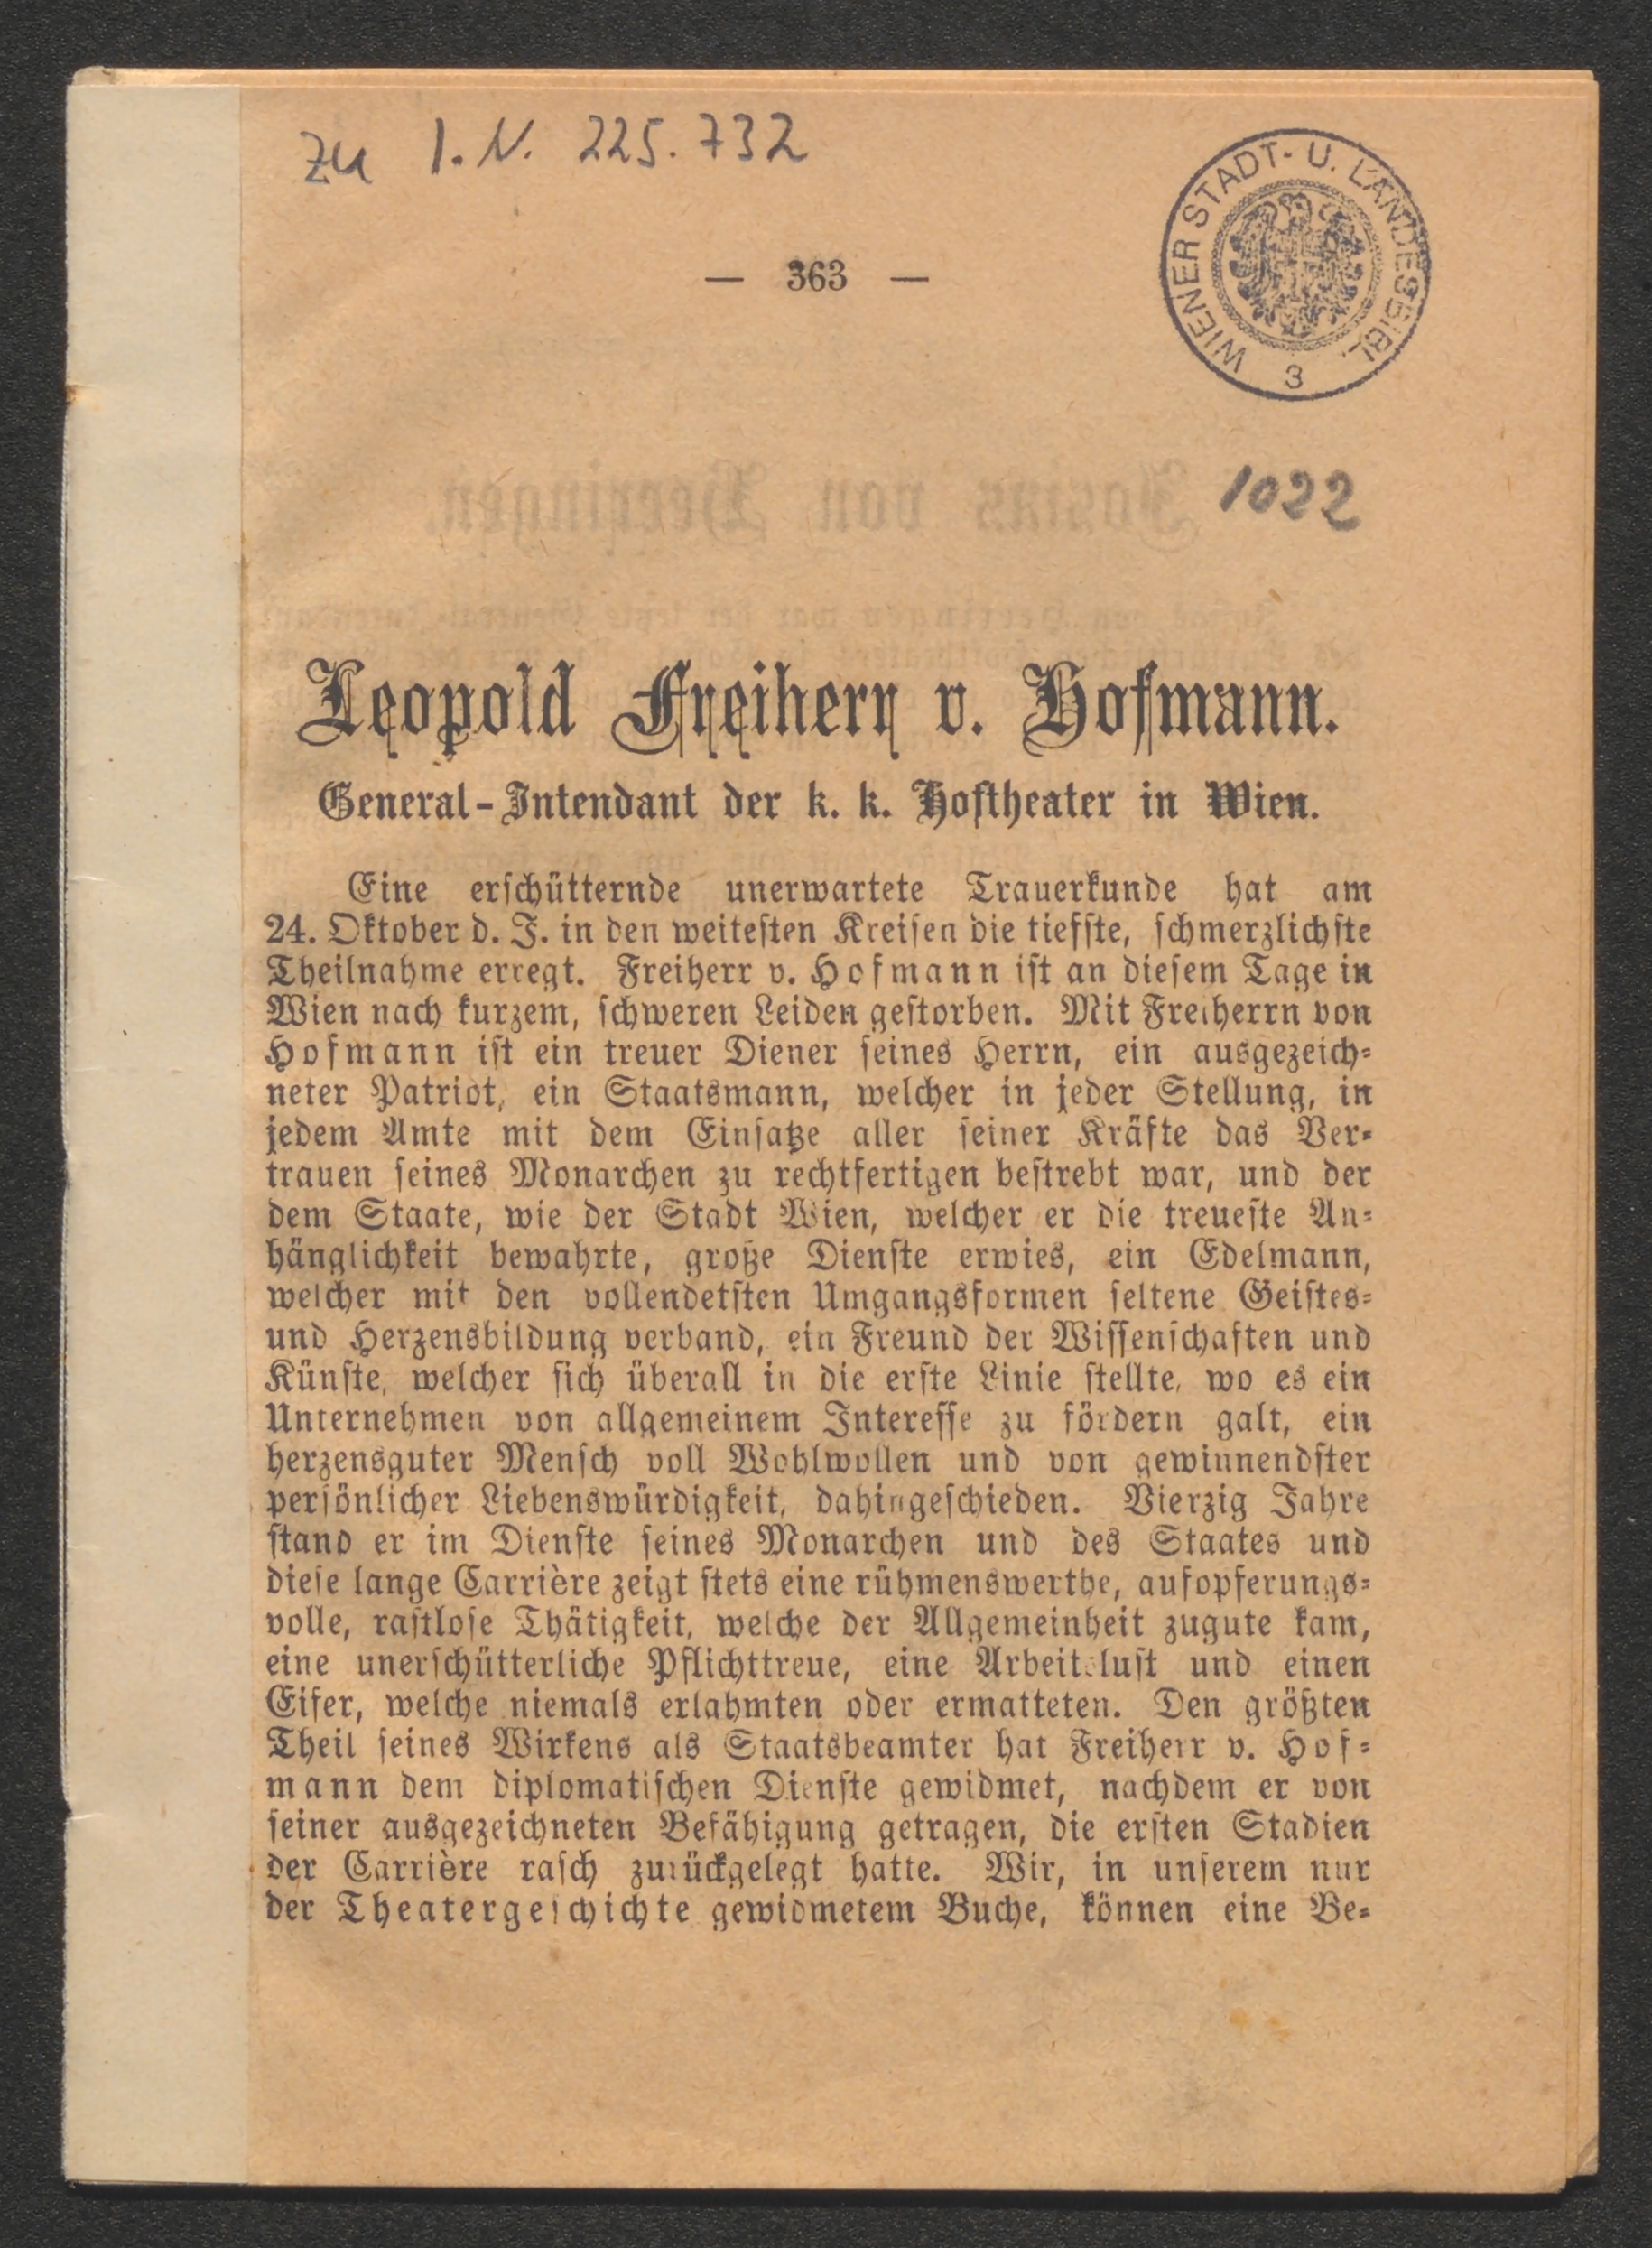 zu I.N. 225.732
WIENER STADT- U. LANDESBIBL.
3
— 363 —
1022
Leopold Freiherr v. Hofmann.
General-Intendant der k. k. Hoftheater in Wien.
Eine erschütternde unerwartete Trauerkunde hat am
24. Oktober d. J. in den weitesten Kreisen die tiefste, schmerzlichste
Theilnahme erregt. Freiherr v. Hofmann ist an diesem Tage in
Wien nach kurzem, schweren Leiden gestorben. Mit Freiherrn von
Hofmann ist ein treuer Diener seines Herrn, ein ausgezeich-
neter Patriot, ein Staatsmann, welcher in jeder Stellung, in
jedem Amte mit dem Einsatze aller seiner Kräfte das Ver-
trauen seines Monarchen zu rechtfertigen bestrebt war, und der
dem Staate, wie der Stadt Wien, welcher er die treueste An-
hänglichkeit bewahrte, große Dienste erwies, ein Edelmann,
welcher mit den vollendetsten Umgangsformen seltene Geistes-
und Herzensbildung verband, ein Freund der Wissenschaften und
Künste, welcher sich überall in die erste Linie stellte, wo es ein
Unternehmen von allgemeinem Interesse zu fördern galt, ein
herzensguter Mensch voll Wohlwollen und von gewinnendster
persönlicher Liebenswürdigkeit, dahingeschieden. Vierzig Jahre
stand er im Dienste seines Monarchen und des Staates und
diese lange Carrière zeigt stets eine rühmenswerthe, aufopferungs-
volle, rastlose Thätigkeit, welche der Allgemeinheit zugute kam,
eine unerschütterliche Pflichttreue, eine Arbeitslust und einen
Eifer, welche niemals erlahmten oder ermatteten. Den größten
Theil seines Wirkens als Staatsbeamter hat Freiherr v. Hof-
mann dem diplomatischen Dienste gewidmet, nachdem er von
seiner ausgezeichneten Befähigung getragen, die ersten Stadien
der Carrière rasch zurückgelegt hatte. Wir, in unserem nur
der Theatergeschichte gewidmetem Buche, können eine Be-